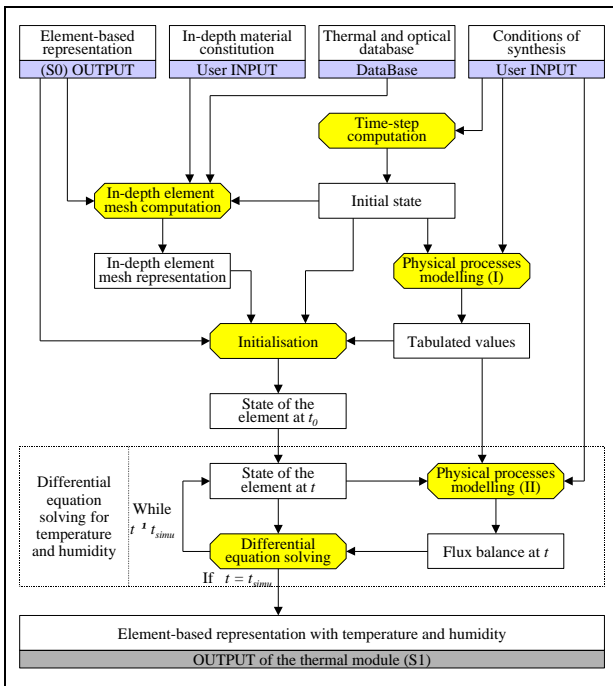 Element-based
representation
(S0) OUTPUT
In-depth material
constitution
User INPUT
Thermal and optical
database
DataBase
Conditions of
synthesis
User INPUT
Time-step
computation
In-depth element
mesh computation
Initial state
In-depth element
mesh representation
Physical processes
modelling (I)
Initialisation
Tabulated values
State of the
element at t0
Differential
equation
solving for
temperature
and humidity
While
t ¹ tsimu
State of the
element at t
Physical processes
modelling (II)
Differential
equation solving
Flux balance at t
If t = tsimu
Element-based representation with temperature and humidity
OUTPUT of the thermal module (S1)